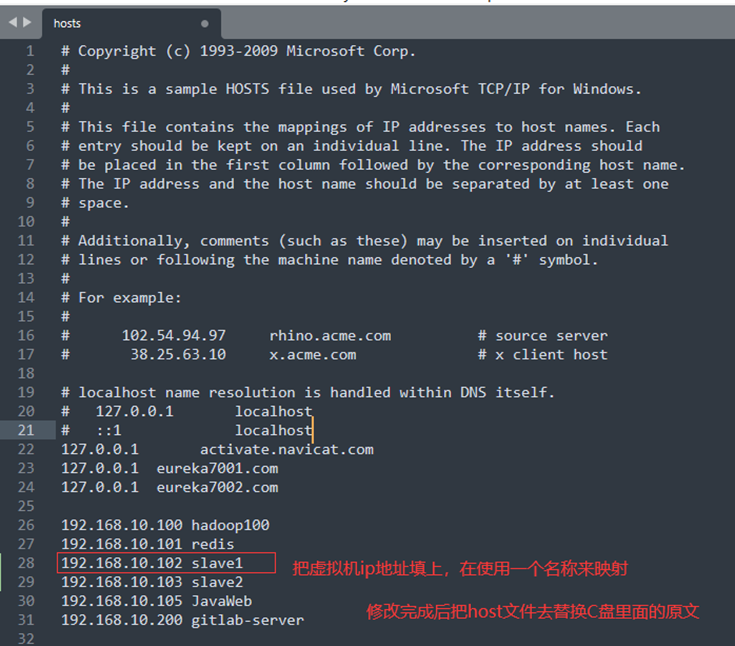 hosts
1 # Copyright (c) 1993-2009 Microsoft Corp.
2 #
3 # This is a sample HOSTS file used by Microsoft TCP/IP for Windows.
4 #
5 # This file contains the mappings of IP addresses to host names. Each
6 # entry should be kept on an individual line. The IP address should
7 # be placed in the first column followed by the corresponding host name.
8 # The IP address and the host name should be separated by at least one
9 # space.
10 #
11 # Additionally, comments (such as these) may be inserted on individual
12 # lines or following the machine name denoted by a '#' symbol.
13 #
14 # For example:
15 #
16 #      102.54.94.97     rhino.acme.com          # source server
17 #       38.25.63.10     x.acme.com              # x client host
18
19 # localhost name resolution is handled within DNS itself.
20 #   127.0.0.1       localhost
21 #   ::1             localhost
22 127.0.0.1       activate.navicat.com
23 127.0.0.1  eureka7001.com
24 127.0.0.1  eureka7002.com
25
26 192.168.10.100 hadoop100
27 192.168.10.101 redis
28 192.168.10.102 slave1 把虚拟机ip地址填上，在使用一个名称来映射
29 192.168.10.103 slave2
30 192.168.10.105 JavaWeb 修改完成后把host文件去替换C盘里面的原文
31 192.168.10.200 gitlab-server
32